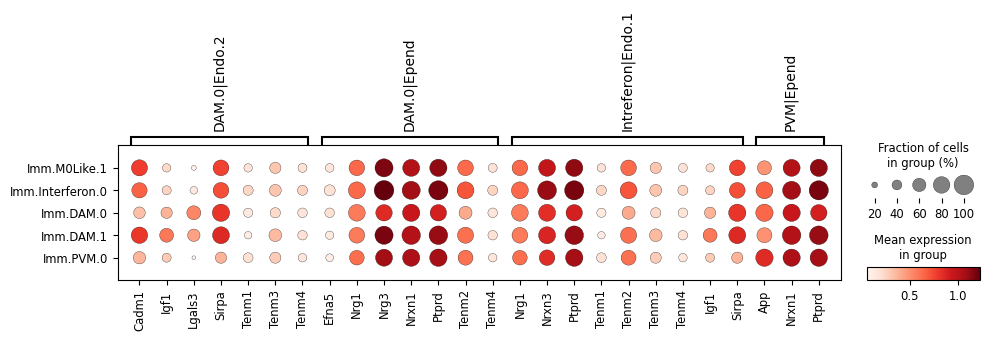 DAM.0|Endo.2
DAM.0|Epend
Intreferon|Endo.1
PVM|Epend
Imm.M0Like.1
Imm.Interferon.0
Imm.DAM.0
Imm.DAM.1
Imm.PVM.0
Cadm1
Igf1
Lgals3
Sirpa
Tenm1
Tenm3
Tenm4
Efna5
Nrg1
Nrg3
Nrxn1
Ptprd
Tenm2
Tenm4
Nrg1
Nrxn3
Ptprd
Tenm1
Tenm2
Tenm3
Tenm4
Igf1
Sirpa
App
Nrxn1
Ptprd
Fraction of cells
in group (%)
20 40 60 80 100
Mean expression
in group
0.5 1.0